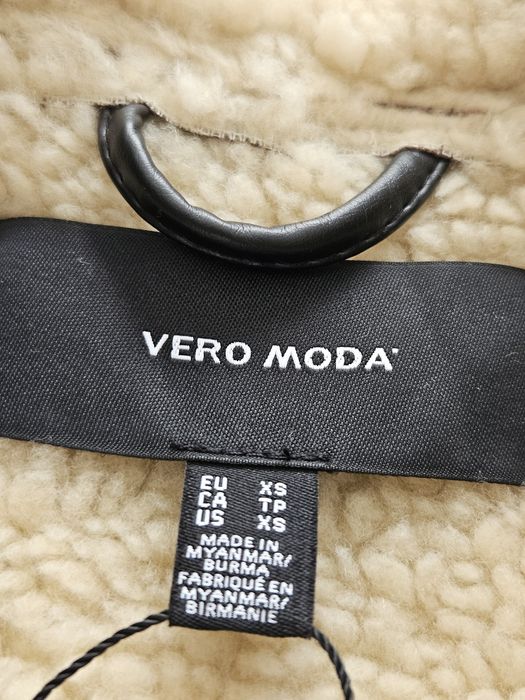 VERO MODA
EU XS
CA TP
US XS
MADE IN
MYANMAR/
BURMA
FABRIQUÉ EN
MYANMAR/
BIRMANIE